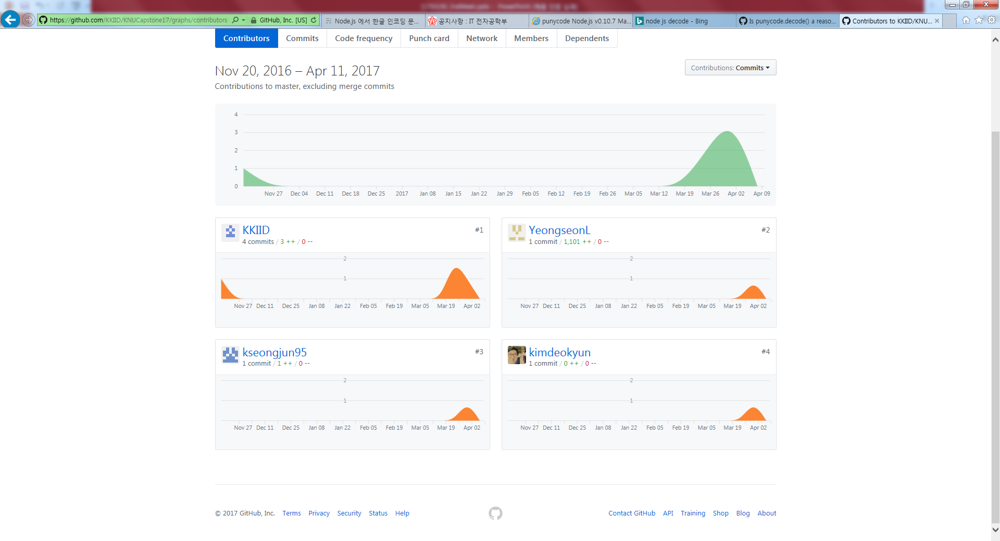 https://github.com/KKIID/KNUCapstone17/graphs/contributors
GitHub, Inc. [US]
Node.js 에서 한글 인코딩 문...
공지사항 : IT 전자공학부
punycode Node.js v0.10.7 Ma...
node js decode - Bing
Is punycode.decode() a reaso...
Contributors to KKIID/KNU...
Contributors Commits Code frequency Punch card Network Members Dependents
Nov 20, 2016 – Apr 11, 2017
Contributions: Commits
Contributions to master, excluding merge commits
4
3
2
1
0
Nov 27 Dec 04 Dec 11 Dec 18 Dec 25 2017 Jan 08 Jan 15 Jan 22 Jan 29 Feb 05 Feb 12 Feb 19 Feb 26 Mar 05 Mar 12 Mar 19 Mar 26 Apr 02 Apr 09
KKIID #1
4 commits / 3 ++ / 0 --
2
1
Nov 27 Dec 11 Dec 25 Jan 08 Jan 22 Feb 05 Feb 19 Mar 05 Mar 19 Apr 02
YeongseonL #2
1 commit / 1,101 ++ / 0 --
2
1
Nov 27 Dec 11 Dec 25 Jan 08 Jan 22 Feb 05 Feb 19 Mar 05 Mar 19 Apr 02
kseongjun95 #3
1 commit / 1 ++ / 0 --
2
1
Nov 27 Dec 11 Dec 25 Jan 08 Jan 22 Feb 05 Feb 19 Mar 05 Mar 19 Apr 02
kimdeokyun #4
1 commit / 0 ++ / 0 --
2
1
Nov 27 Dec 11 Dec 25 Jan 08 Jan 22 Feb 05 Feb 19 Mar 05 Mar 19 Apr 02
© 2017 GitHub, Inc. Terms Privacy Security Status Help
Contact GitHub API Training Shop Blog About